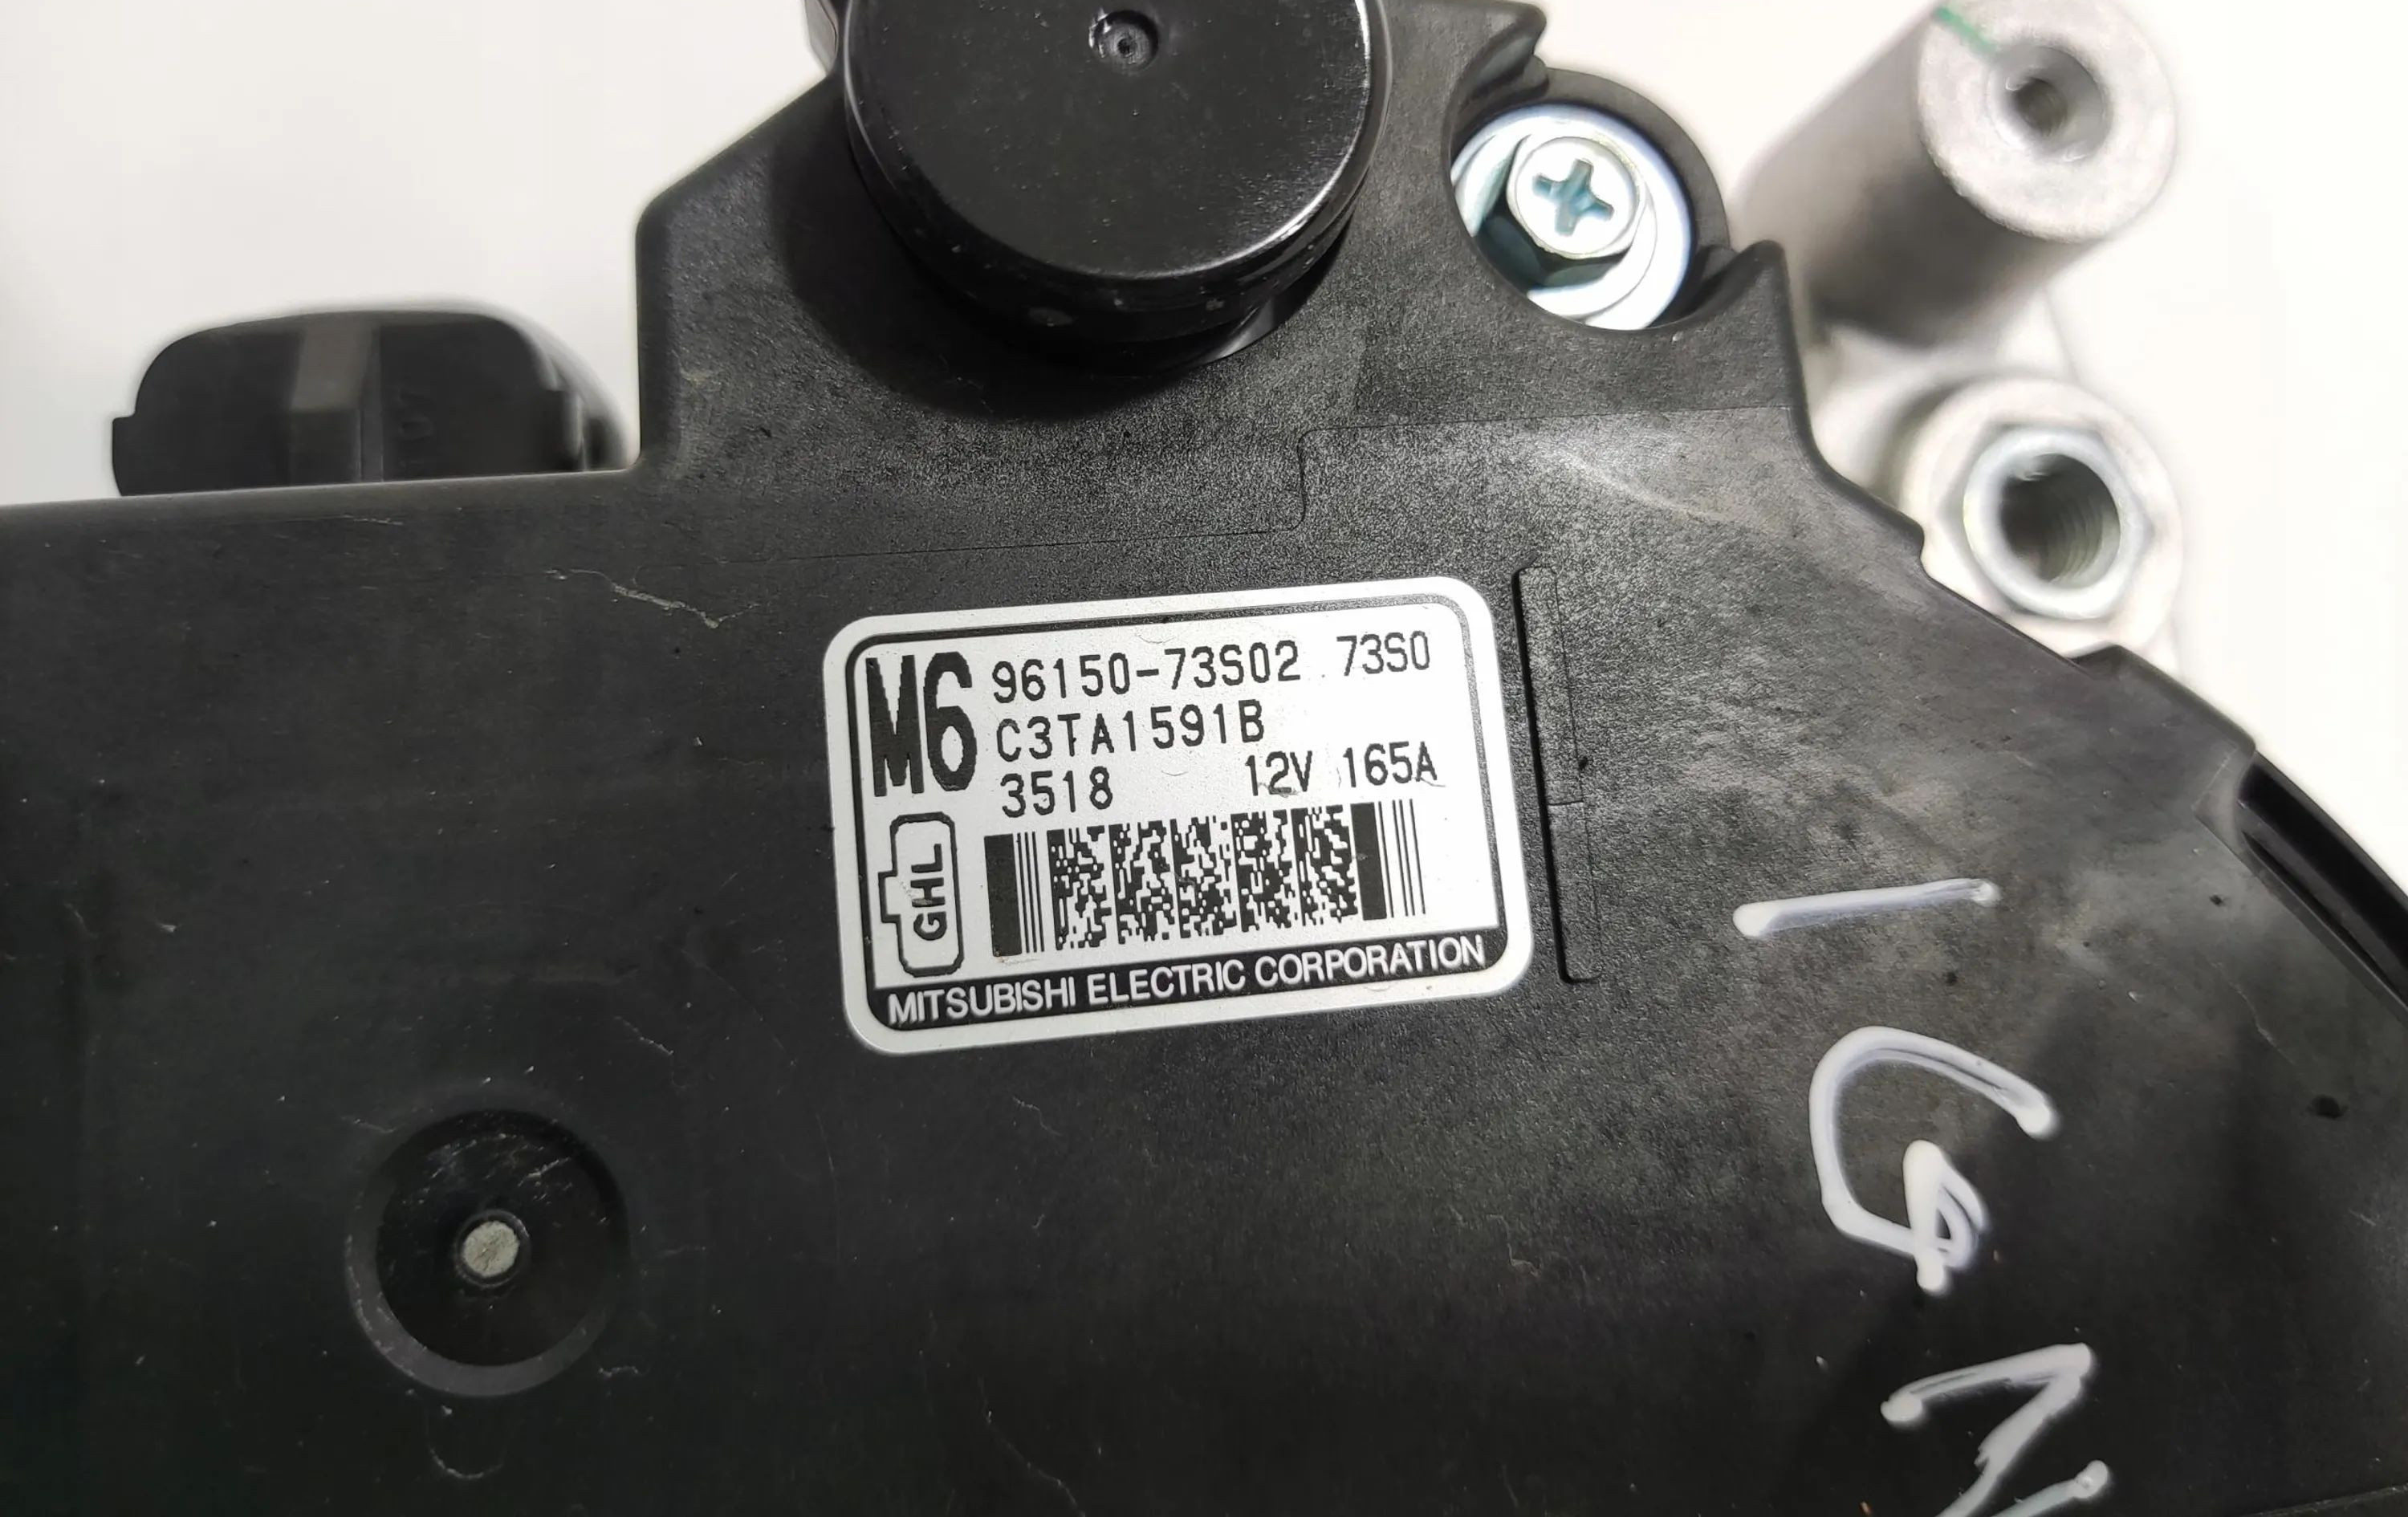 M6
96150-73S02 73S0
C3TA1591B
3518 12V 165A
GHL
MITSUBISHI ELECTRIC CORPORATION
I G N